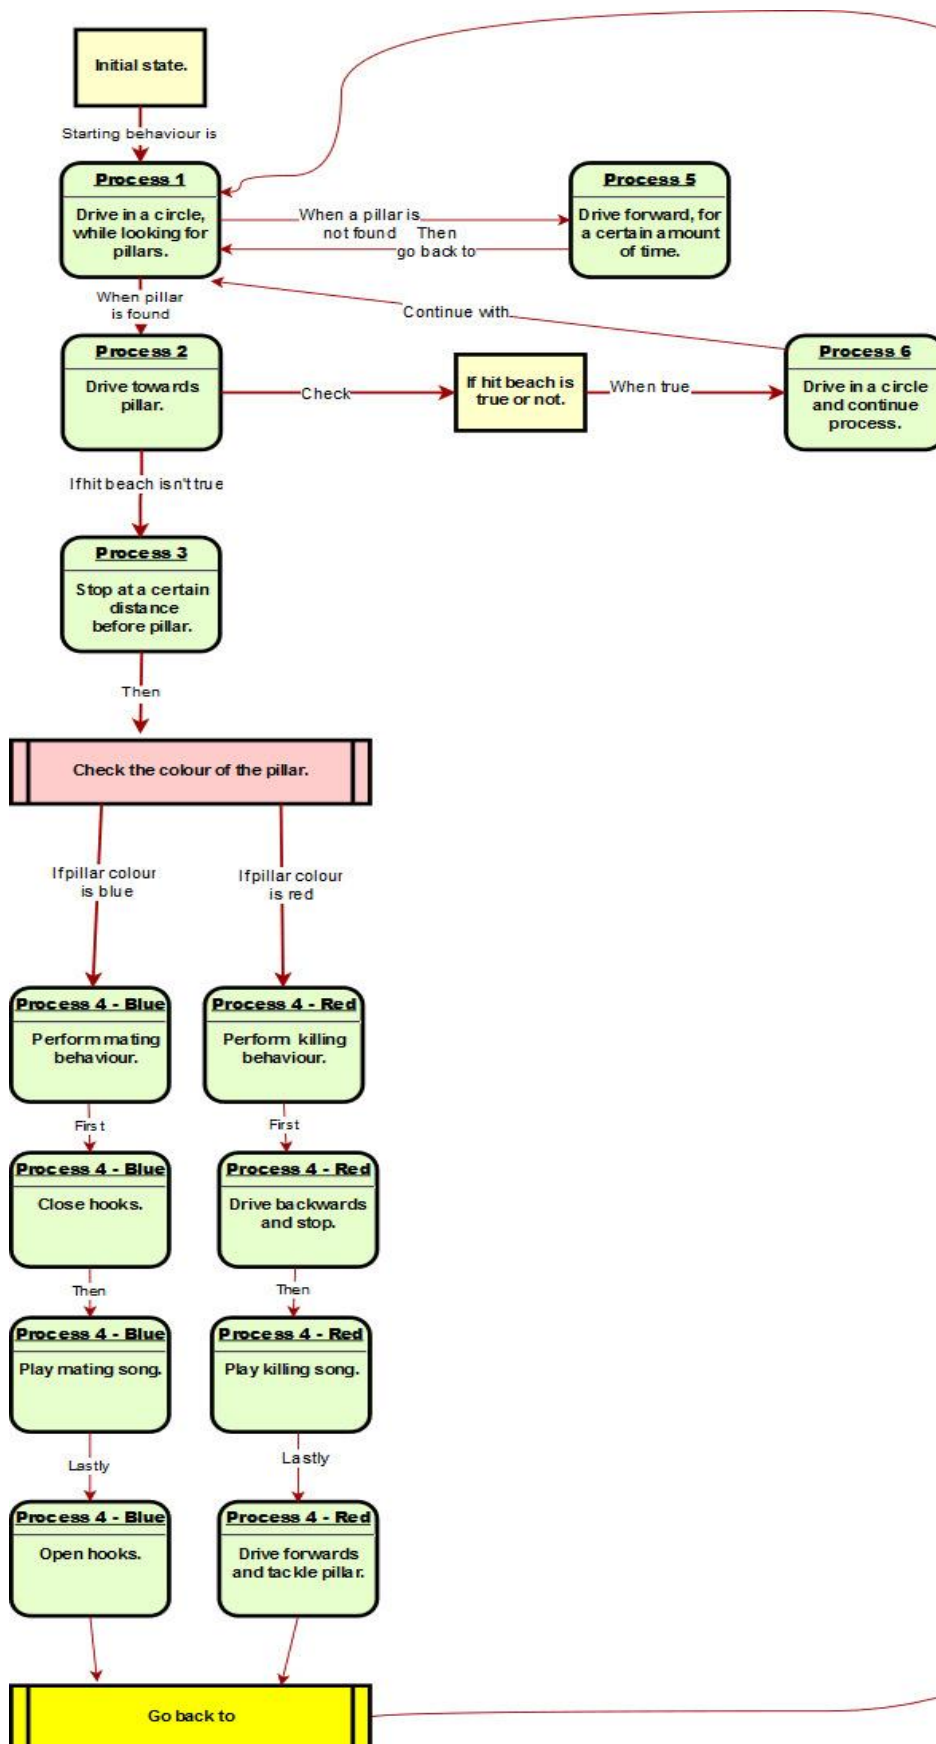 Initial state.
Starting behaviour is
Process 1
Drive in a circle,
while looking for
pillars.
When a pillar is
not found Then
go back to
Process 5
Drive forward, for
a certain amount
of time.
When pillar
is found
Continue with
Process 2
Drive towards
pillar.
Check
If hit beach is
true or not.
When true
Process 6
Drive in a circle
and continue
process.
If hit beach isn't true
Process 3
Stop at a certain
distance
before pillar.
Then
Check the colour of the pillar.
If pillar colour
is blue
If pillar colour
is red
Process 4 - Blue
Perform mating
behaviour.
Process 4 - Red
Perform killing
behaviour.
First
First
Process 4 - Blue
Close hooks.
Process 4 - Red
Drive backwards
and stop.
Then
Then
Process 4 - Blue
Play mating song.
Process 4 - Red
Play killing song.
Lastly
Lastly
Process 4 - Blue
Open hooks.
Process 4 - Red
Drive forwards
and tackle pillar.
Go back to